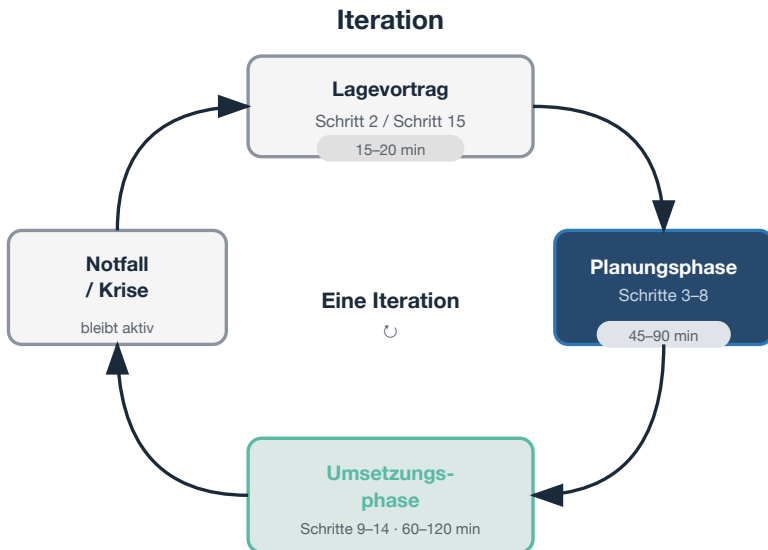 Iteration
Lagevortrag
Schritt 2 / Schritt 15
15–20 min
Planungsphase
Schritte 3–8
45–90 min
Umsetzungs-
phase
Schritte 9–14 · 60–120 min
Notfall
/ Krise
bleibt aktiv
Eine Iteration
↻